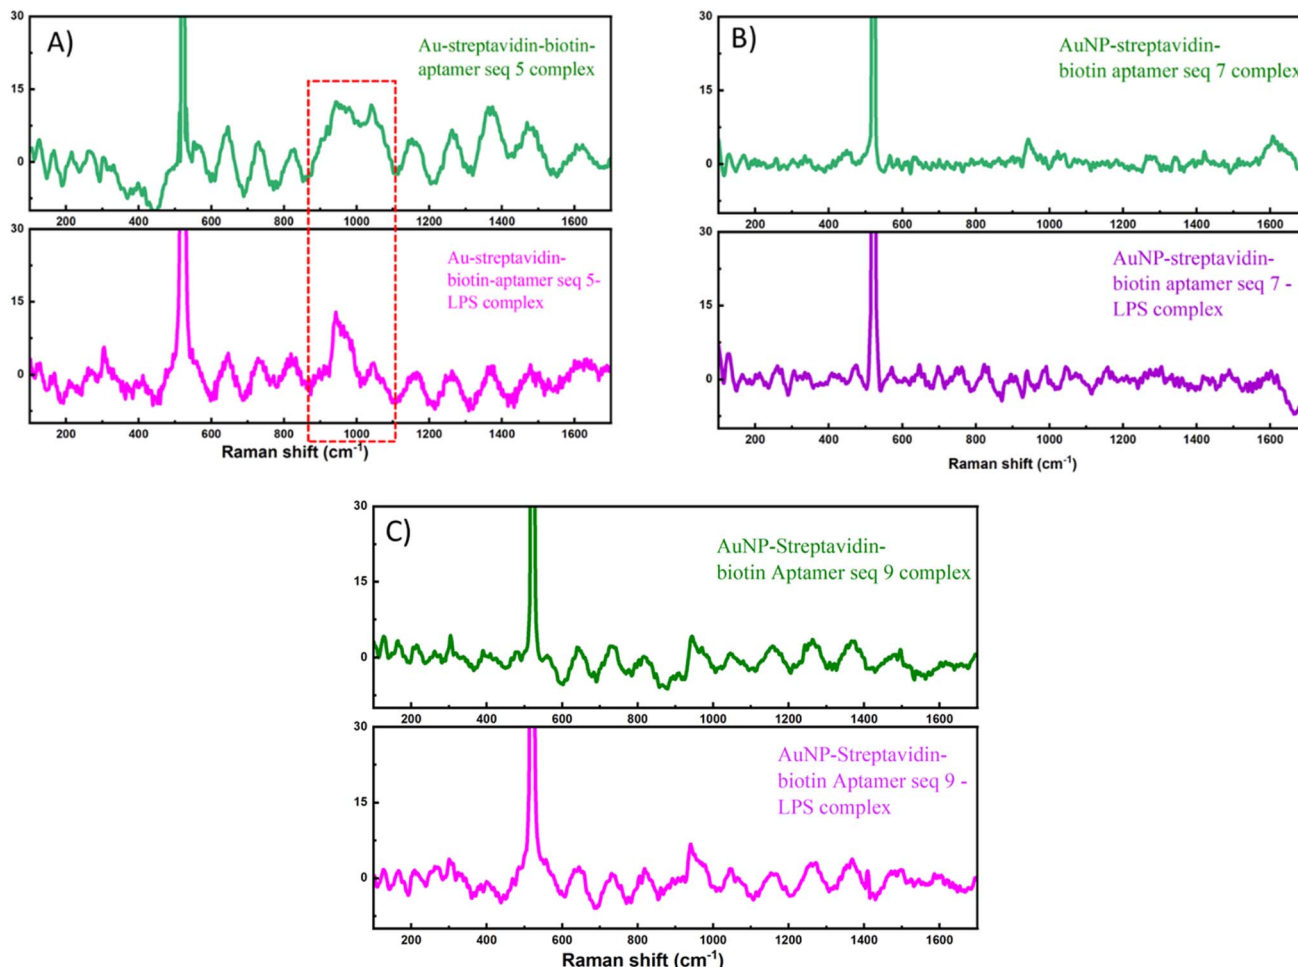 A)
Au-streptavidin-biotin-
aptamer seq 5 complex
30
15
0
200 400 600 800 1000 1200 1400 1600
Au-streptavidin-
biotin-aptamer seq 5-
LPS complex
30
15
0
200 400 600 800 1000 1200 1400 1600
Raman shift (cm-1)
B)
AuNP-streptavidin-
biotin aptamer seq 7 complex
30
15
0
200 400 600 800 1000 1200 1400 1600
AuNP-streptavidin-
biotin aptamer seq 7 -
LPS complex
30
15
0
200 400 600 800 1000 1200 1400 1600
Raman shift (cm-1)
C)
AuNP-Streptavidin-
biotin Aptamer seq 9 complex
30
15
0
200 400 600 800 1000 1200 1400 1600
AuNP-Streptavidin-
biotin Aptamer seq 9 -
LPS complex
30
15
0
200 400 600 800 1000 1200 1400 1600
Raman shift (cm-1)